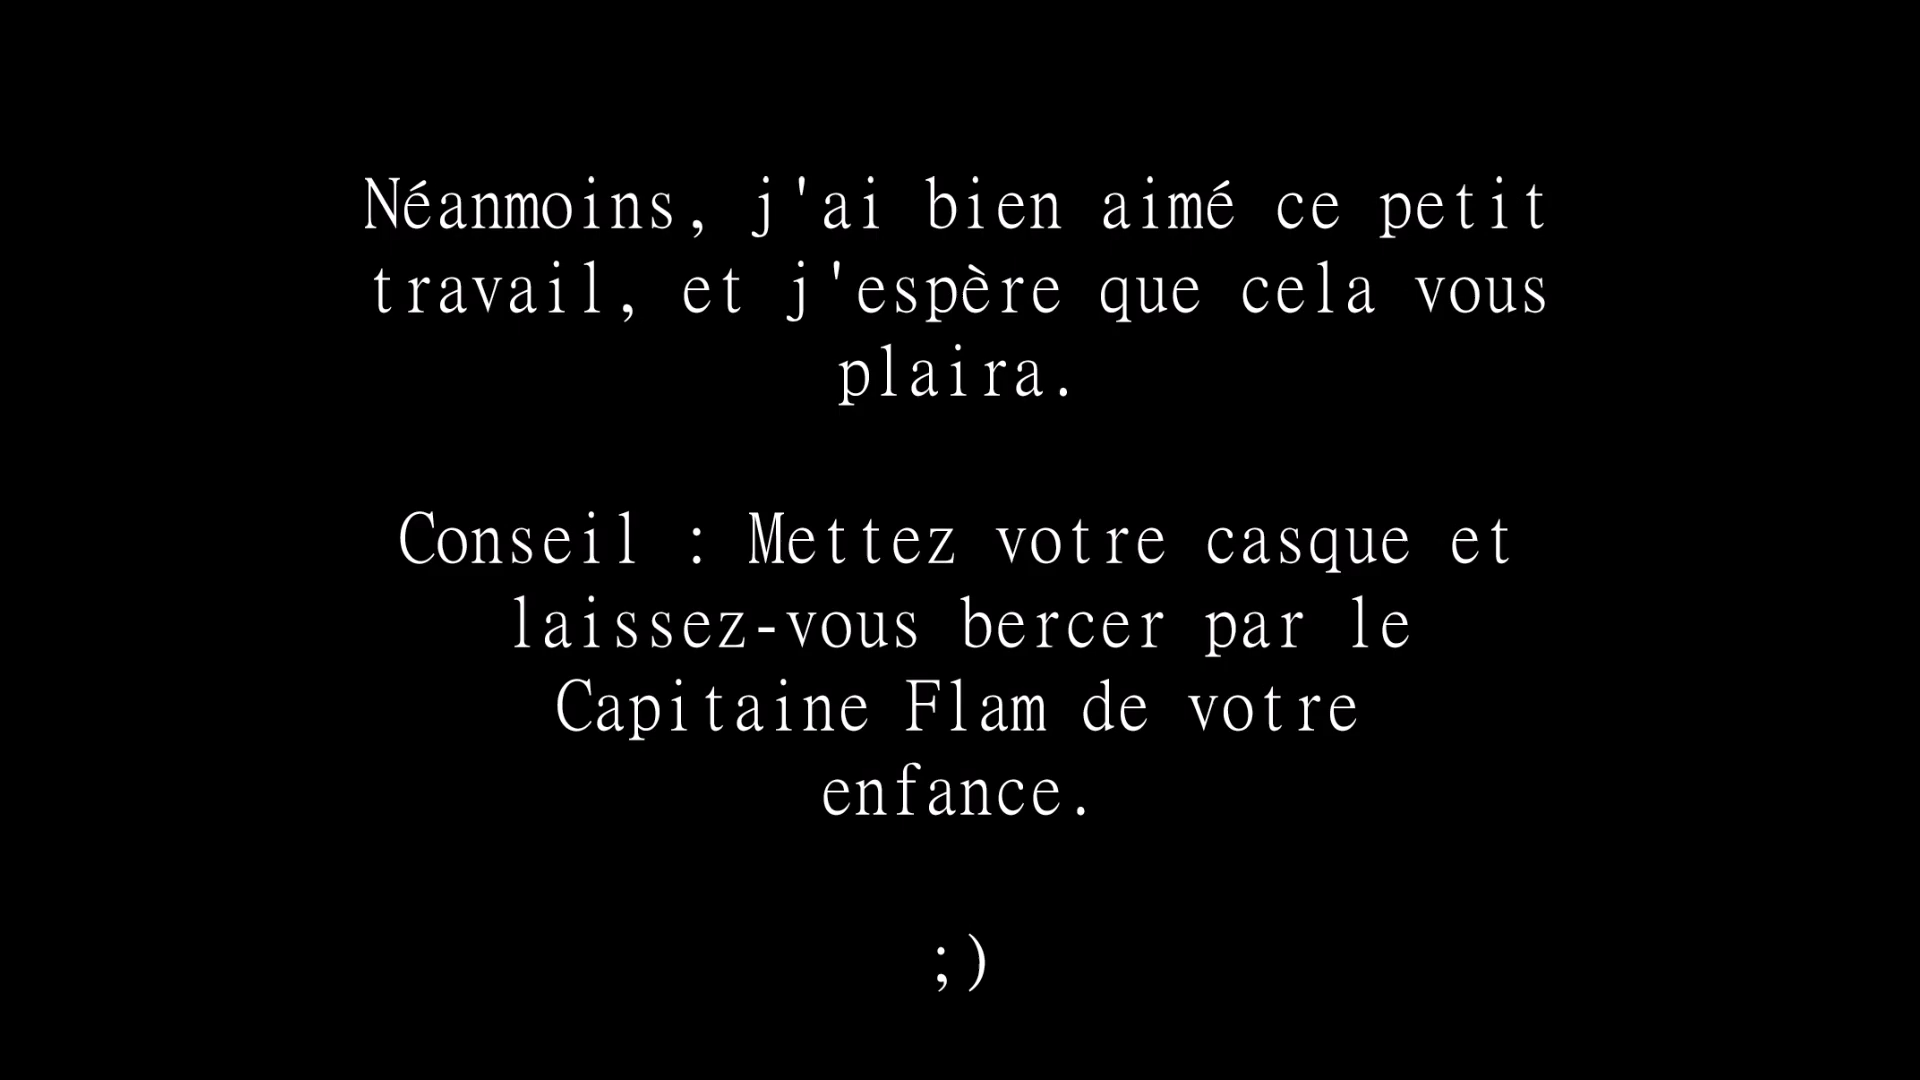 Néanmoins, j'ai bien aimé ce petit
travail, et j'espère que cela vous
plaira.
Conseil : Mettez votre casque et
laissez-vous bercer par le
Capitaine Flam de votre
enfance.
;)